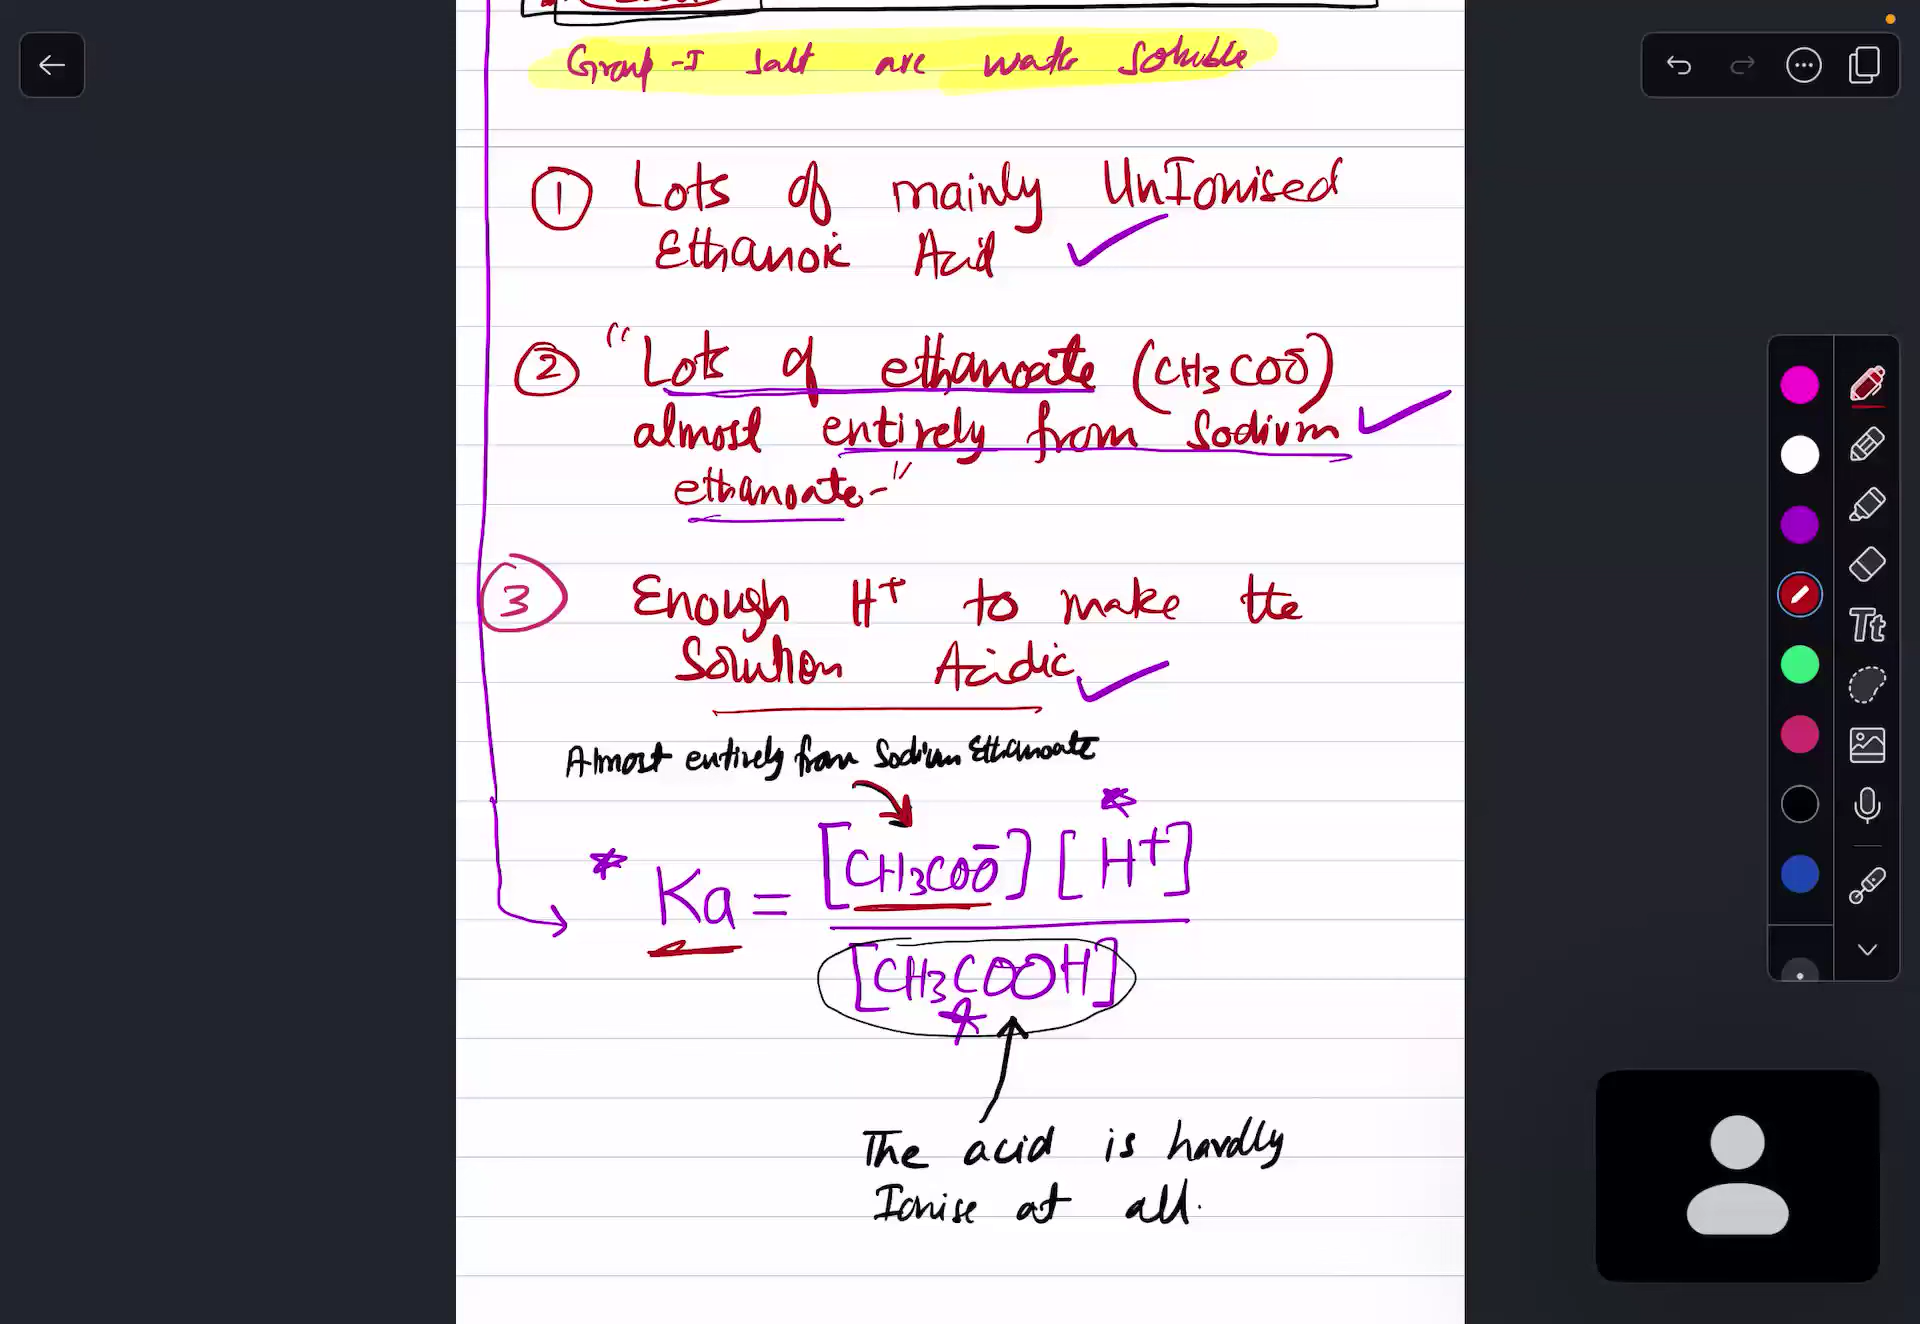 Group-I salt are water soluble
① Lots of mainly UnIonised
Ethanoic Acid
② "Lots of ethanoate (CH3COO-)
almost entirely from Sodium
ethanoate-"
③ Enough H+ to make the
Solution Acidic
Almost entirely from Sodium Ethanoate
* Ka = [CH3COO-] [H+]
[CH3COOH]
The acid is hardly
Ionise at all.
Tt